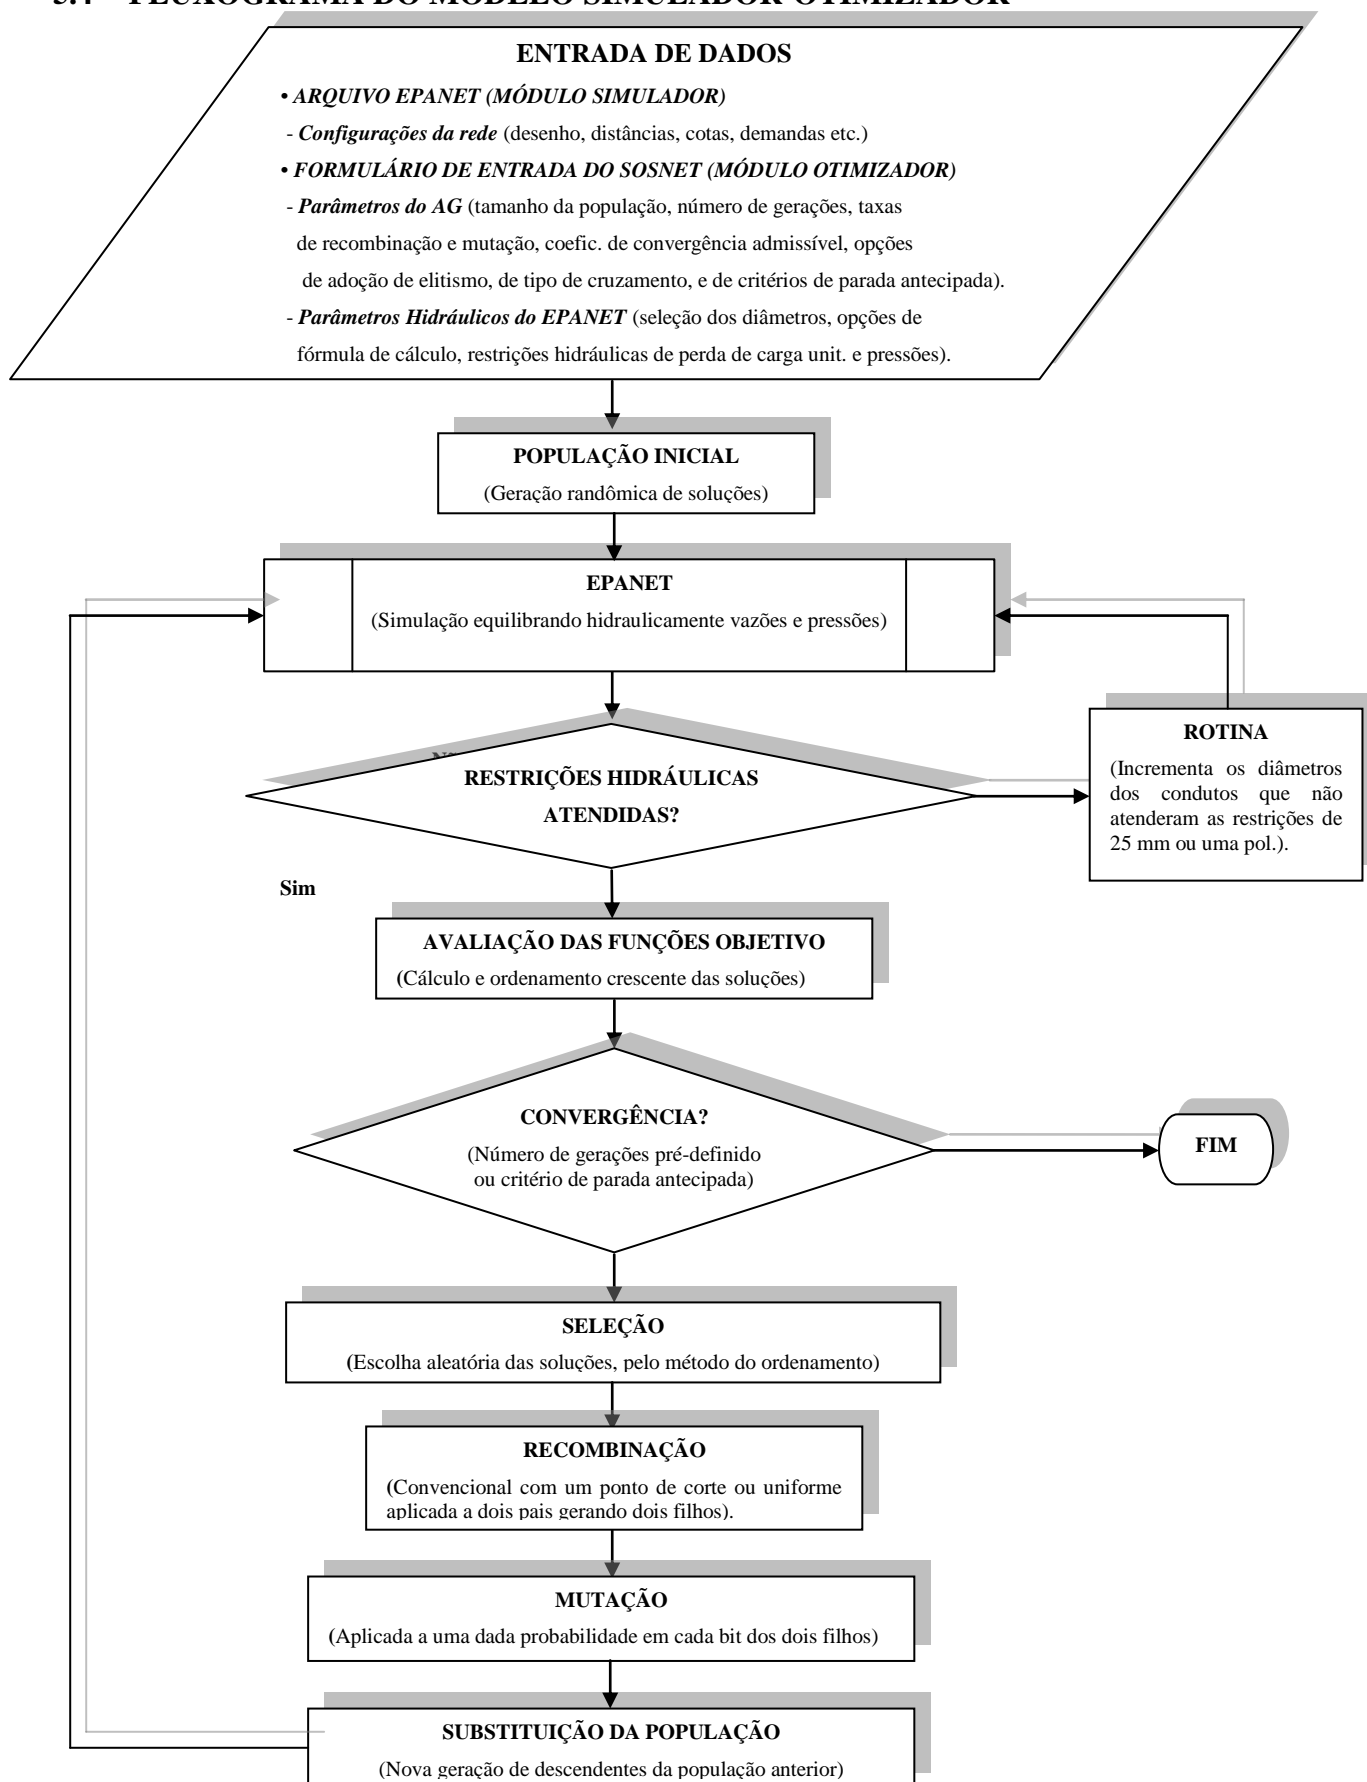 ENTRADA DE DADOS
• ARQUIVO EPANET (MÓDULO SIMULADOR)
- Configurações da rede (desenho, distâncias, cotas, demandas etc.)
• FORMULÁRIO DE ENTRADA DO SOSNET (MÓDULO OTIMIZADOR)
- Parâmetros do AG (tamanho da população, número de gerações, taxas
de recombinação e mutação, coefic. de convergência admissível, opções
de adoção de elitismo, de tipo de cruzamento, e de critérios de parada antecipada).
- Parâmetros Hidráulicos do EPANET (seleção dos diâmetros, opções de
fórmula de cálculo, restrições hidráulicas de perda de carga unit. e pressões).
POPULAÇÃO INICIAL
(Geração randômica de soluções)
EPANET
(Simulação equilibrando hidraulicamente vazões e pressões)
RESTRIÇÕES HIDRÁULICAS
ATENDIDAS?
ROTINA
(Incrementa os diâmetros
dos condutos que não
atenderam as restrições de
25 mm ou uma pol.).
Sim
AVALIAÇÃO DAS FUNÇÕES OBJETIVO
(Cálculo e ordenamento crescente das soluções)
CONVERGÊNCIA?
(Número de gerações pré-definido
ou critério de parada antecipada)
FIM
SELEÇÃO
(Escolha aleatória das soluções, pelo método do ordenamento)
RECOMBINAÇÃO
(Convencional com um ponto de corte ou uniforme
aplicada a dois pais gerando dois filhos).
MUTAÇÃO
(Aplicada a uma dada probabilidade em cada bit dos dois filhos)
SUBSTITUIÇÃO DA POPULAÇÃO
(Nova geração de descendentes da população anterior)